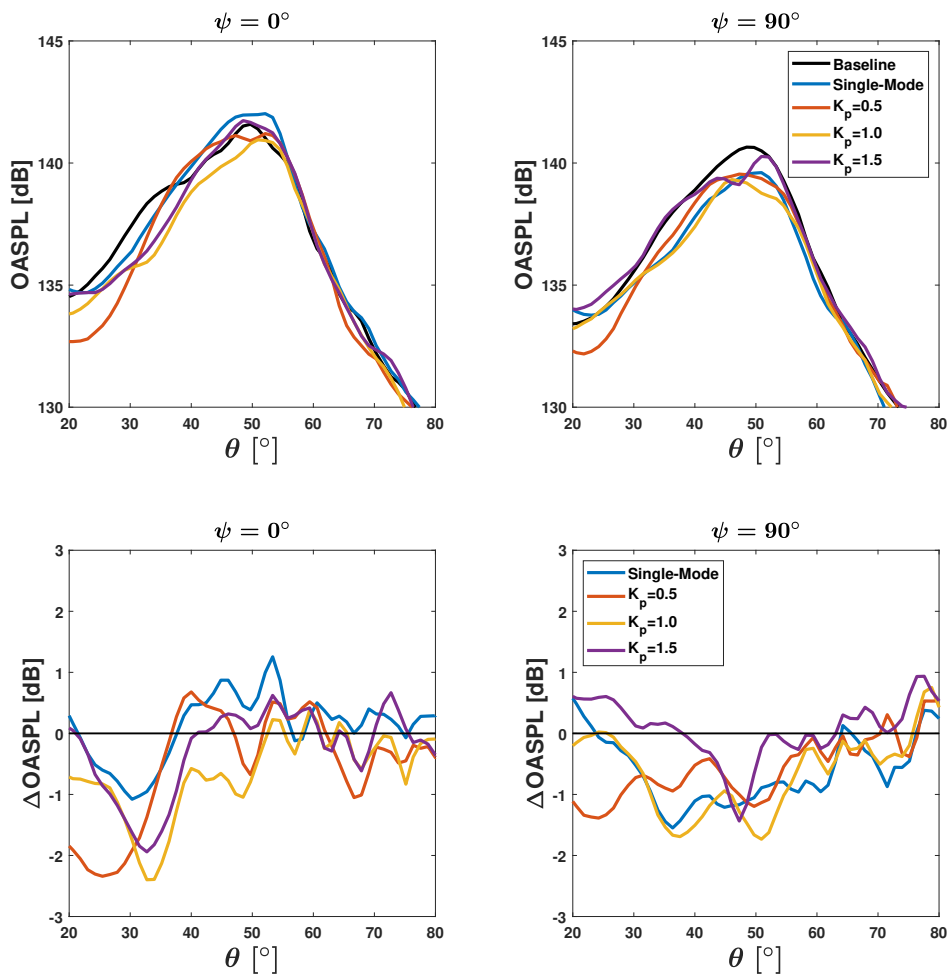 ψ = 0°
145
140
135
130
OASPL [dB]
20 30 40 50 60 70 80
θ [°]
ψ = 90°
145
140
135
130
OASPL [dB]
20 30 40 50 60 70 80
θ [°]
Baseline
Single-Mode
K_p=0.5
K_p=1.0
K_p=1.5
ψ = 0°
3
2
1
0
-1
-2
-3
ΔOASPL [dB]
20 30 40 50 60 70 80
θ [°]
ψ = 90°
3
2
1
0
-1
-2
-3
ΔOASPL [dB]
20 30 40 50 60 70 80
θ [°]
Single-Mode
K_p=0.5
K_p=1.0
K_p=1.5